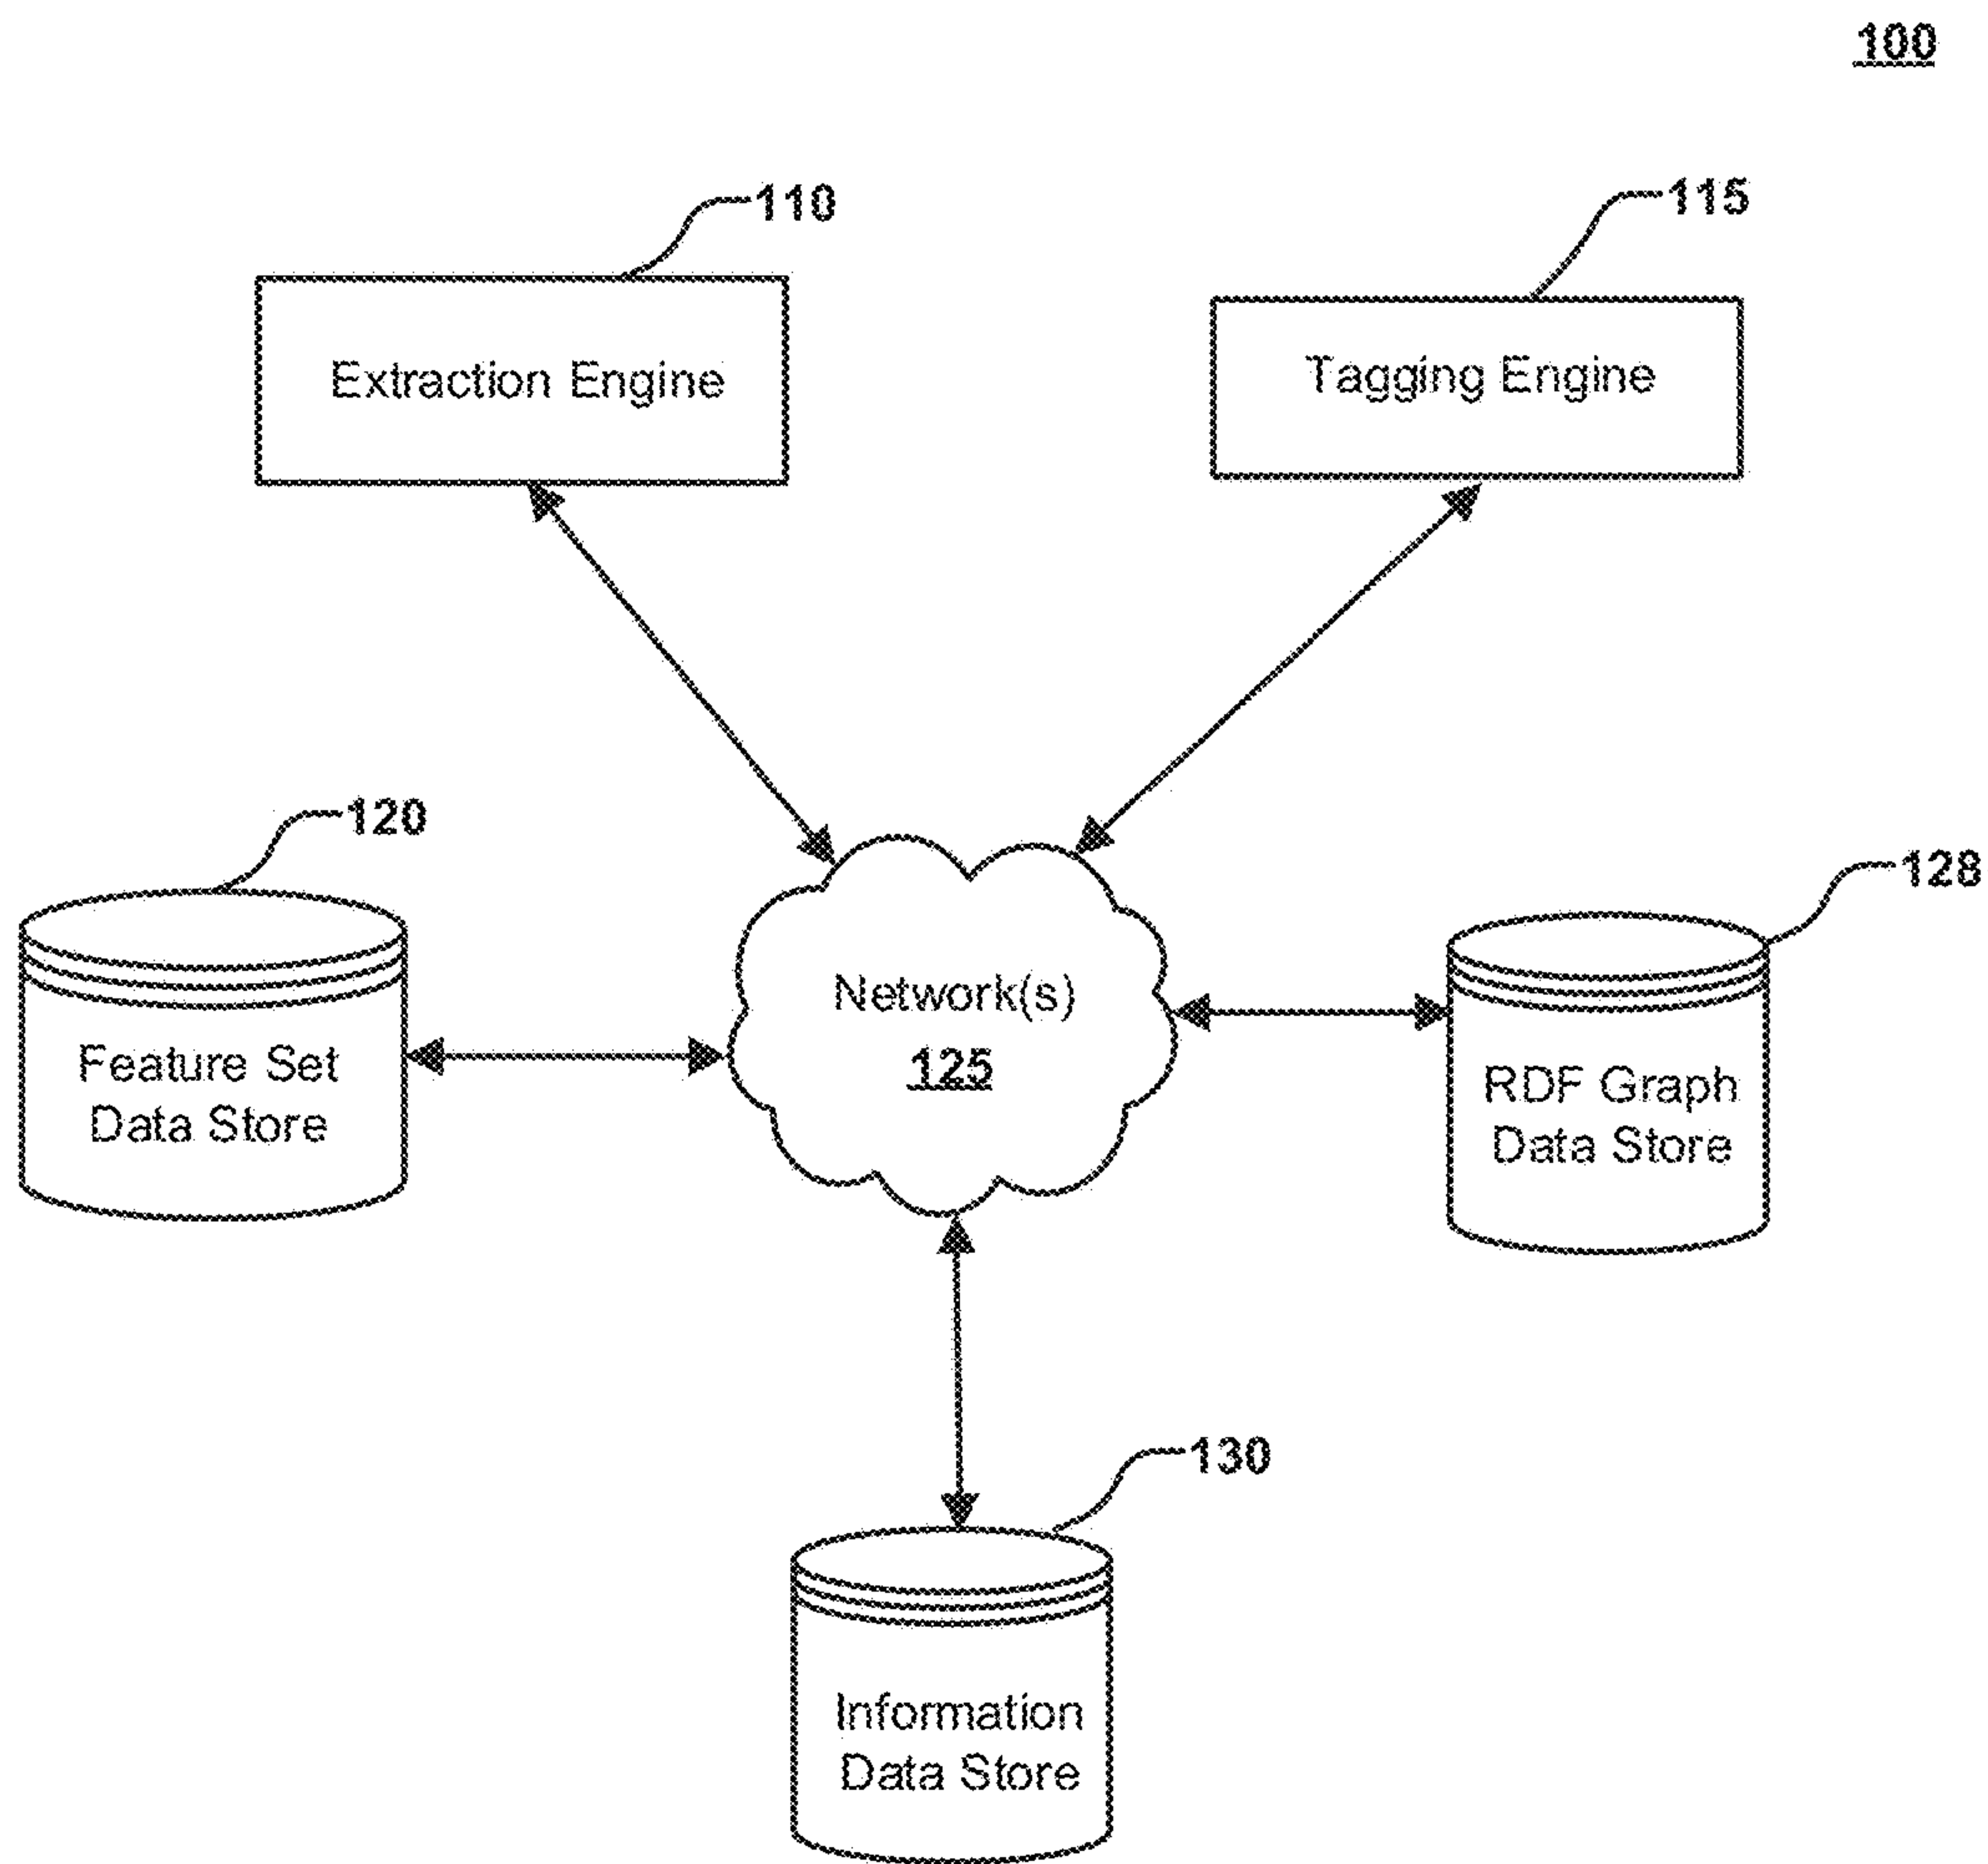 100
110
115
Extraction Engine
Tagging Engine
120
128
Network(s)
125
Feature Set
Data Store
RDF Graph
Data Store
130
Information
Data Store